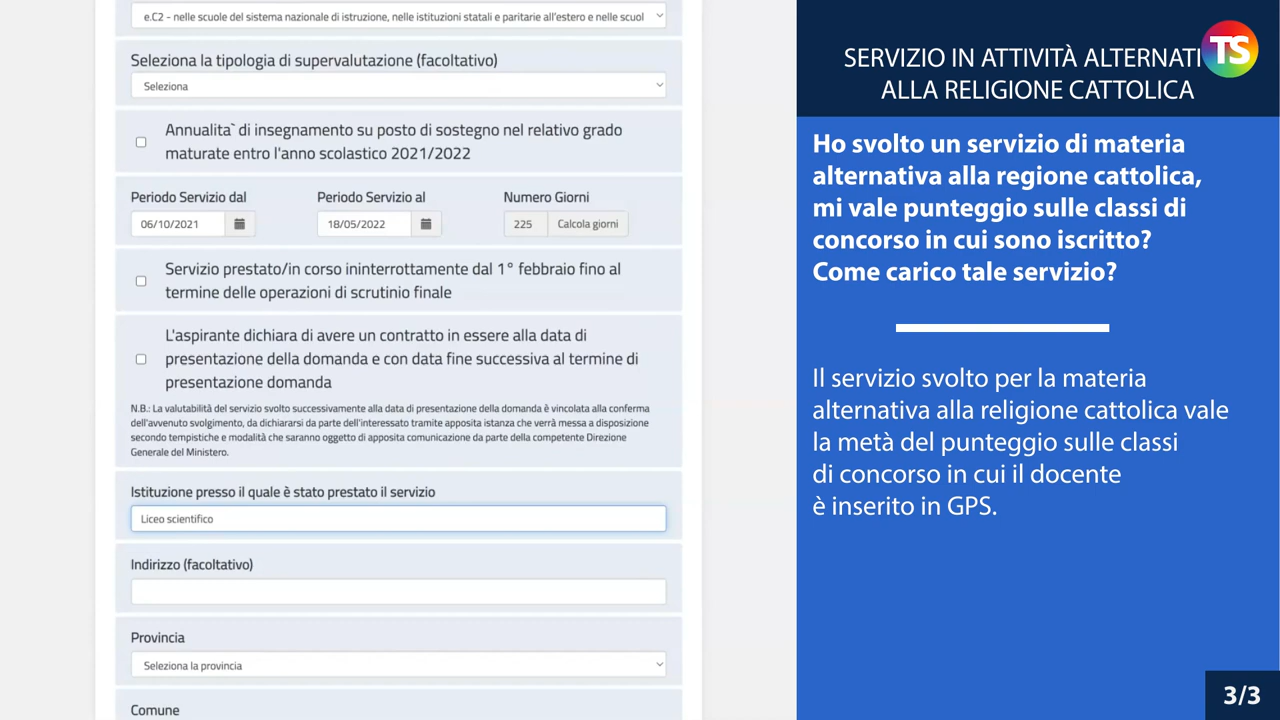 e.C2 - nelle scuole del sistema nazionale di istruzione, nelle istituzioni statali e paritarie all'estero e nelle scuol
Seleziona la tipologia di supervalutazione (facoltativo)
Seleziona
Annualita` di insegnamento su posto di sostegno nel relativo grado
maturate entro l'anno scolastico 2021/2022
Periodo Servizio dal
Periodo Servizio al
Numero Giorni
06/10/2021
18/05/2022
225
Calcola giorni
Servizio prestato/in corso ininterrottamente dal 1° febbraio fino al
termine delle operazioni di scrutinio finale
L'aspirante dichiara di avere un contratto in essere alla data di
presentazione della domanda e con data fine successiva al termine di
presentazione domanda
N.B.: La valutabilità del servizio svolto successivamente alla data di presentazione della domanda è vincolata alla conferma
dell'avvenuto svolgimento, da dichiararsi da parte dell'interessato tramite apposita istanza che verrà messa a disposizione
secondo tempistiche e modalità che saranno oggetto di apposita comunicazione da parte della competente Direzione
Generale del Ministero.
Istituzione presso il quale è stato prestato il servizio
Liceo scientifico
Indirizzo (facoltativo)
Provincia
Seleziona la provincia
Comune
SERVIZIO IN ATTIVITÀ ALTERNATI
ALLA RELIGIONE CATTOLICA
TS
Ho svolto un servizio di materia
alternativa alla regione cattolica,
mi vale punteggio sulle classi di
concorso in cui sono iscritto?
Come carico tale servizio?
Il servizio svolto per la materia
alternativa alla religione cattolica vale
la metà del punteggio sulle classi
di concorso in cui il docente
è inserito in GPS.
3/3